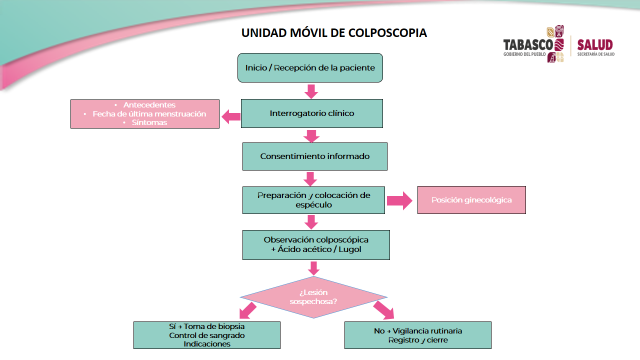 UNIDAD MÓVIL DE COLPOSCOPIA
TABASCO
GOBIERNO DEL PUEBLO
SALUD
SECRETARÍA DE SALUD
Inicio / Recepción de la paciente
• Antecedentes
• Fecha de última menstruación
• Síntomas
Interrogatorio clínico
Consentimiento informado
Preparación y colocación de
espéculo
Posición ginecológica
Observación colposcópica
+ Ácido acético / Lugol
¿Lesión
sospechosa?
Sí + Toma de biopsia
Control de sangrado
Indicaciones
No + Vigilancia rutinaria
Registro y cierre